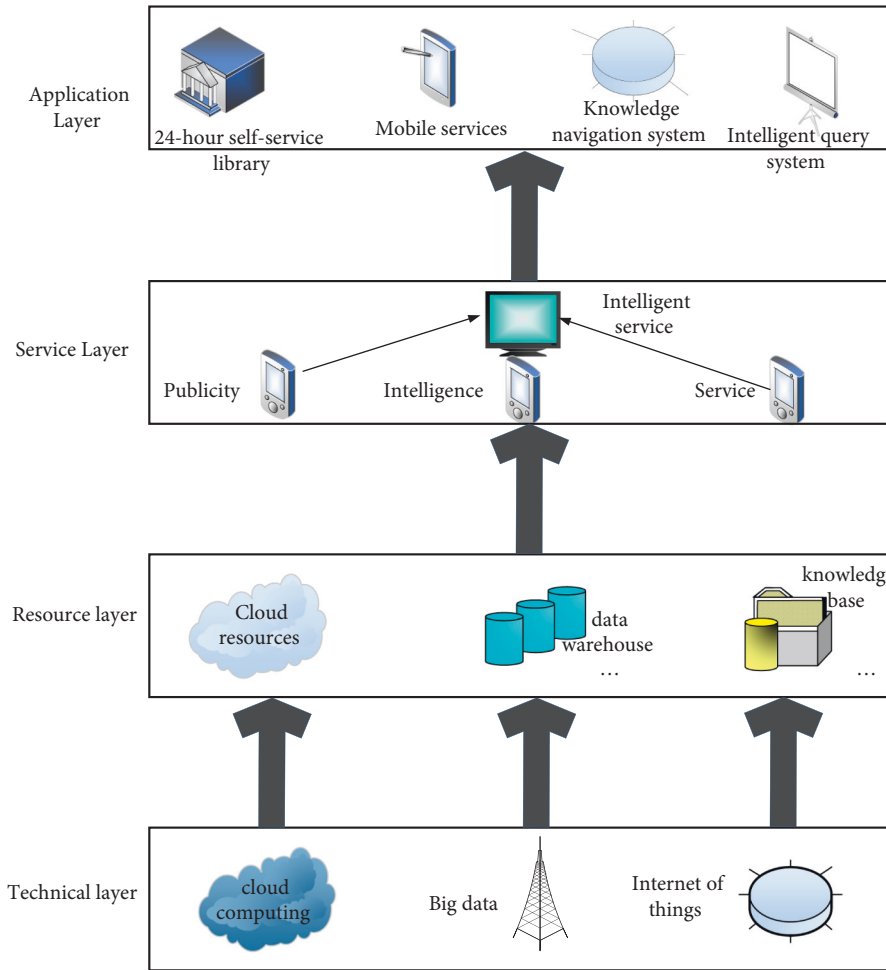 Application
Layer
24-hour self-service
library
Mobile services
Knowledge
navigation system
Intelligent query
system
Service Layer
Publicity
Intelligence
Intelligent
service
Service
Resource layer
Cloud
resources
data
warehouse
...
knowledg
base
...
Technical layer
cloud
computing
Big data
Internet of
things